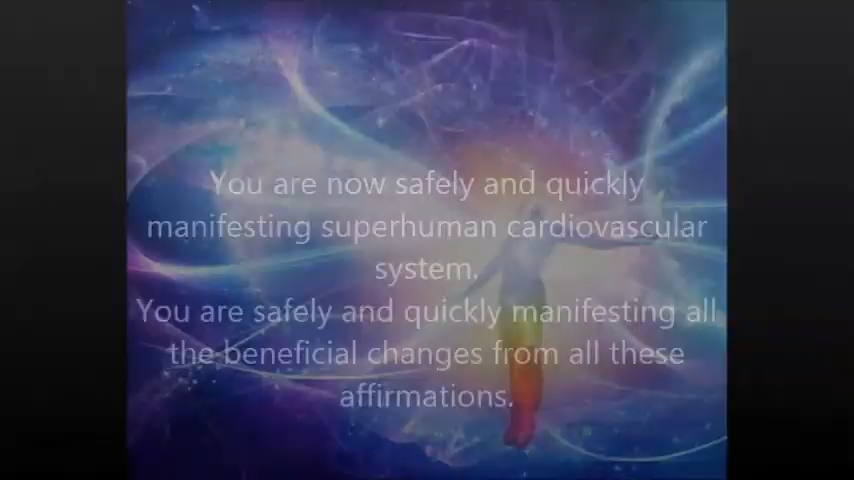 You are now safely and quickly
manifesting superhuman cardiovascular
system.
You are safely and quickly manifesting all
the beneficial changes from all these
affirmations.